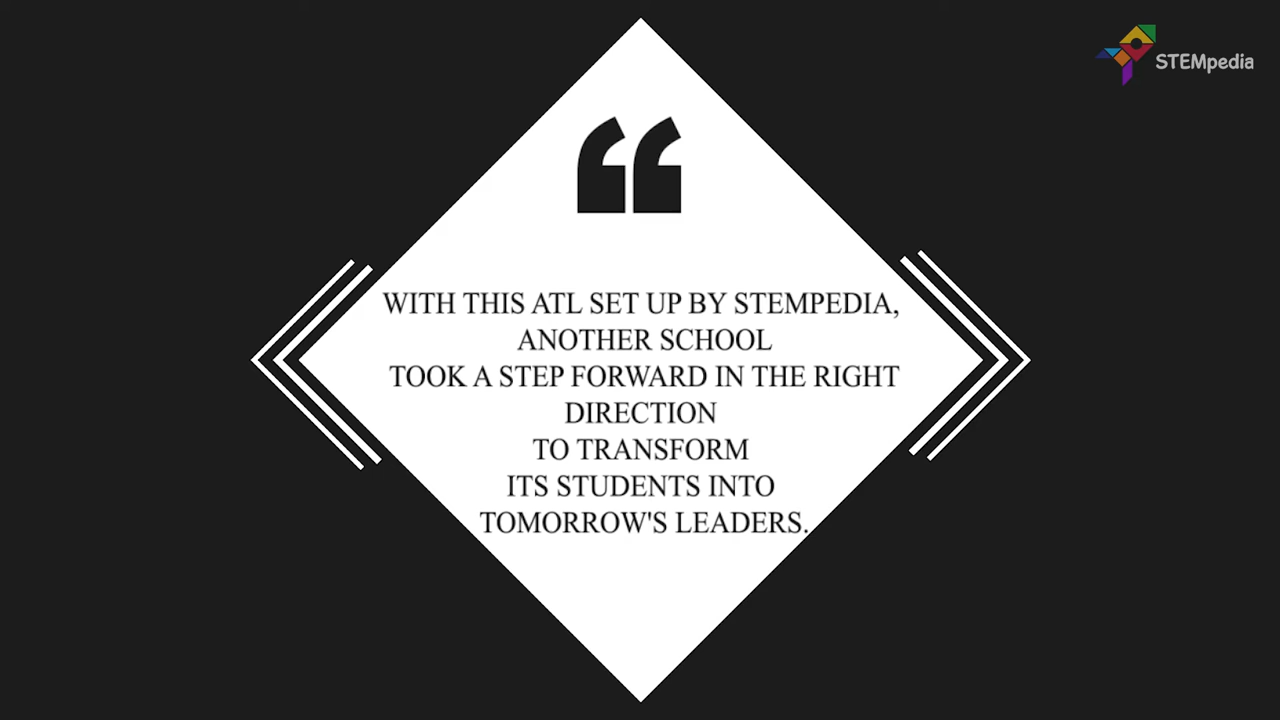 STEMpedia
WITH THIS ATL SET UP BY STEMPEDIA,
ANOTHER SCHOOL
TOOK A STEP FORWARD IN THE RIGHT
DIRECTION
TO TRANSFORM
ITS STUDENTS INTO
TOMORROW'S LEADERS.